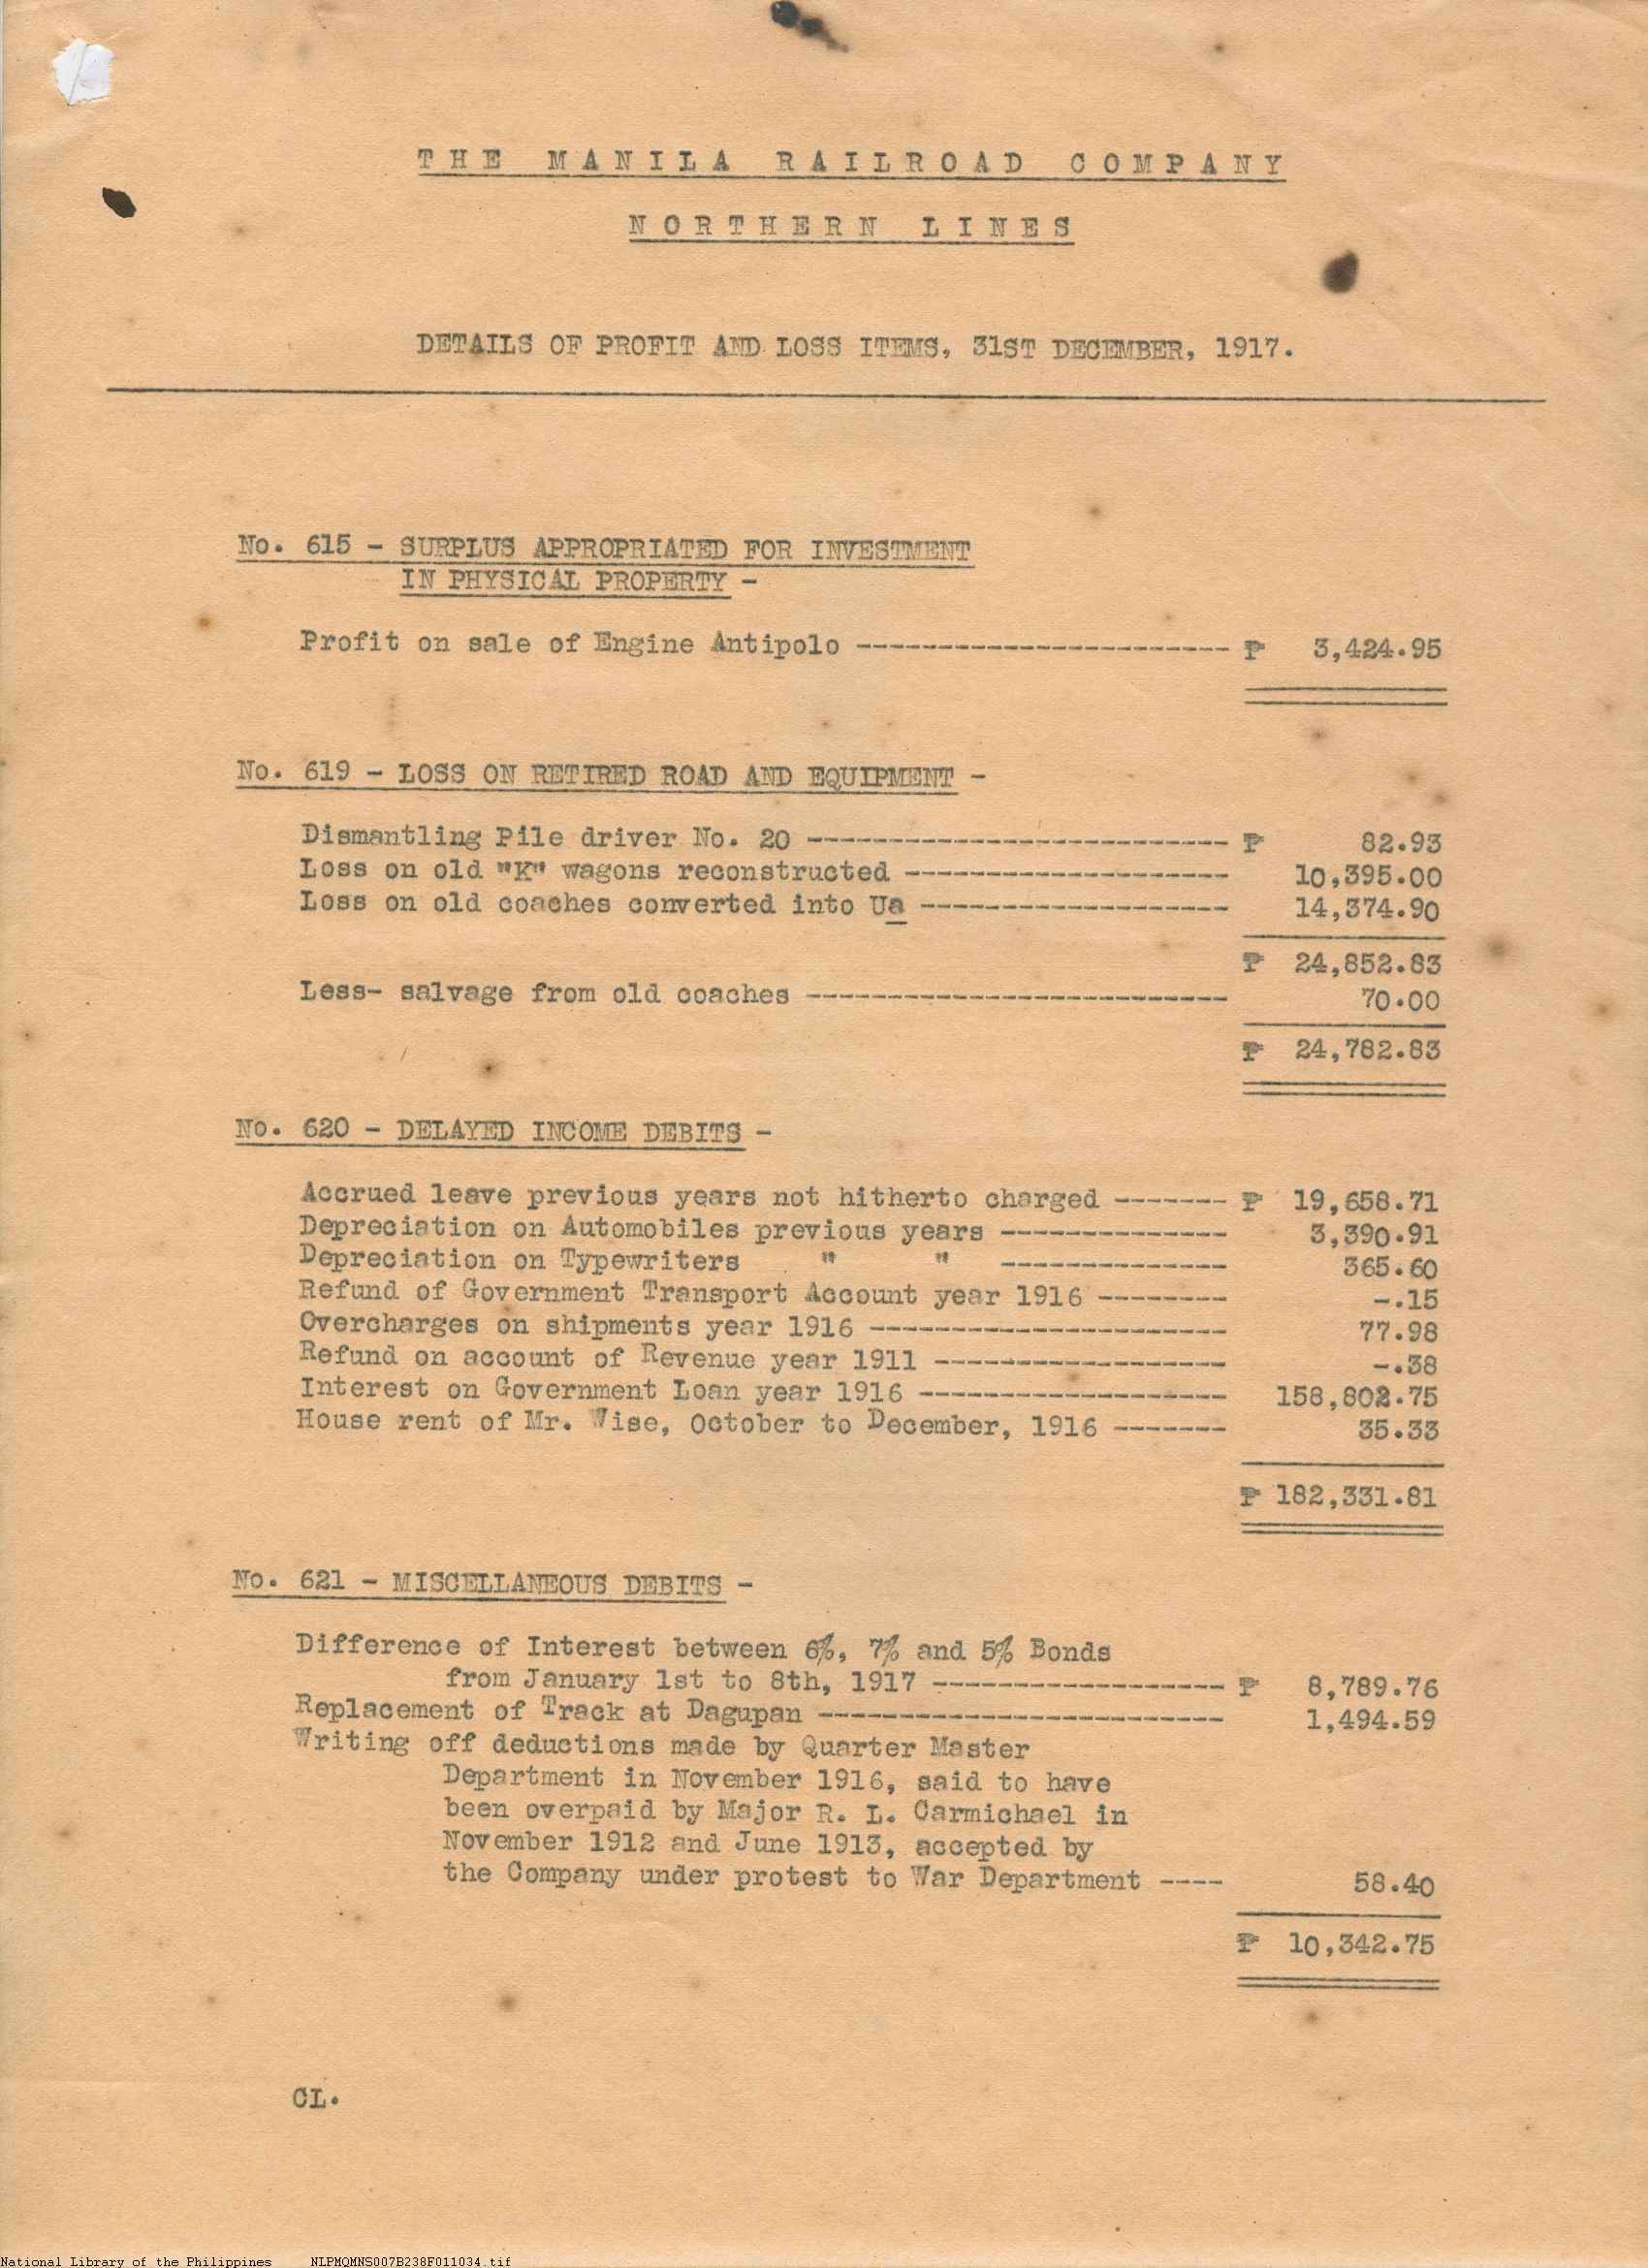 THE MANILA RAILROAD COMPANY
NORTHERN LINES
DETAILS OF PROFIT AND LOSS ITEMS, 31ST DECEMBER, 1917.
No. 615 - SURPLUS APPROPRIATED FOR INVESTMENT
IN PHYSICAL PROPERTY -
Profit on sale of Engine Antipolo ----------------------- ₱ 3,424.95
No. 619 - LOSS ON RETIRED ROAD AND EQUIPMENT -
Dismantling Pile driver No. 20 -------------------------- ₱ 82.93
Loss on old "K" wagons reconstructed -------------------- 10,395.00
Loss on old coaches converted into Ua ------------------- 14,374.90
₱ 24,852.83
Less- salvage from old coaches -------------------------- 70.00
₱ 24,782.83
No. 620 - DELAYED INCOME DEBITS -
Accrued leave previous years not hitherto charged ------- ₱ 19,658.71
Depreciation on Automobiles previous years -------------- 3,390.91
Depreciation on Typewriters " " -------------- 365.60
Refund of Government Transport Account year 1916 -------- -.15
Overcharges on shipments year 1916 ---------------------- 77.98
Refund on account of Revenue year 1911 ------------------ -.38
Interest on Government Loan year 1916 ------------------- 158,802.75
House rent of Mr. Wise, October to December, 1916 ------- 35.33
₱ 182,331.81
No. 621 - MISCELLANEOUS DEBITS -
Difference of Interest between 6%, 7% and 5% Bonds
from January 1st to 8th, 1917 ------------------ ₱ 8,789.76
Replacement of Track at Dagupan ------------------------- 1,494.59
Writing off deductions made by Quarter Master
Department in November 1916, said to have
been overpaid by Major R. L. Carmichael in
November 1912 and June 1913, accepted by
the Company under protest to War Department ---- 58.40
₱ 10,342.75
CL.
National Library of the Philippines NLPMQMNS007B238F011034.tif